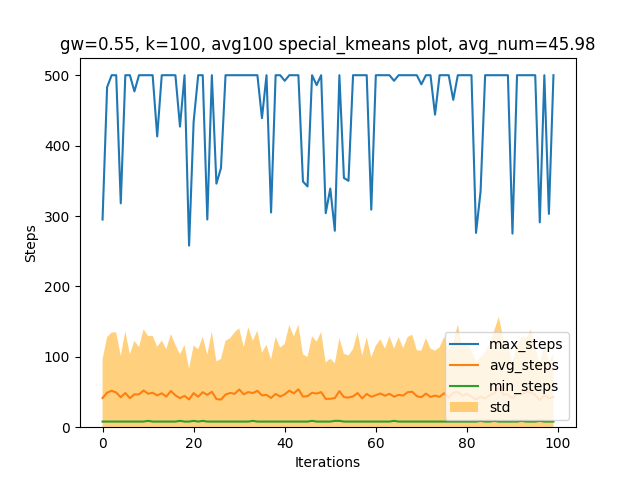 gw=0.55, k=100, avg100 special_kmeans plot, avg_num=45.98
500
400
300
200
100
0
Steps
0 20 40 60 80 100
Iterations
max_steps
avg_steps
min_steps
std